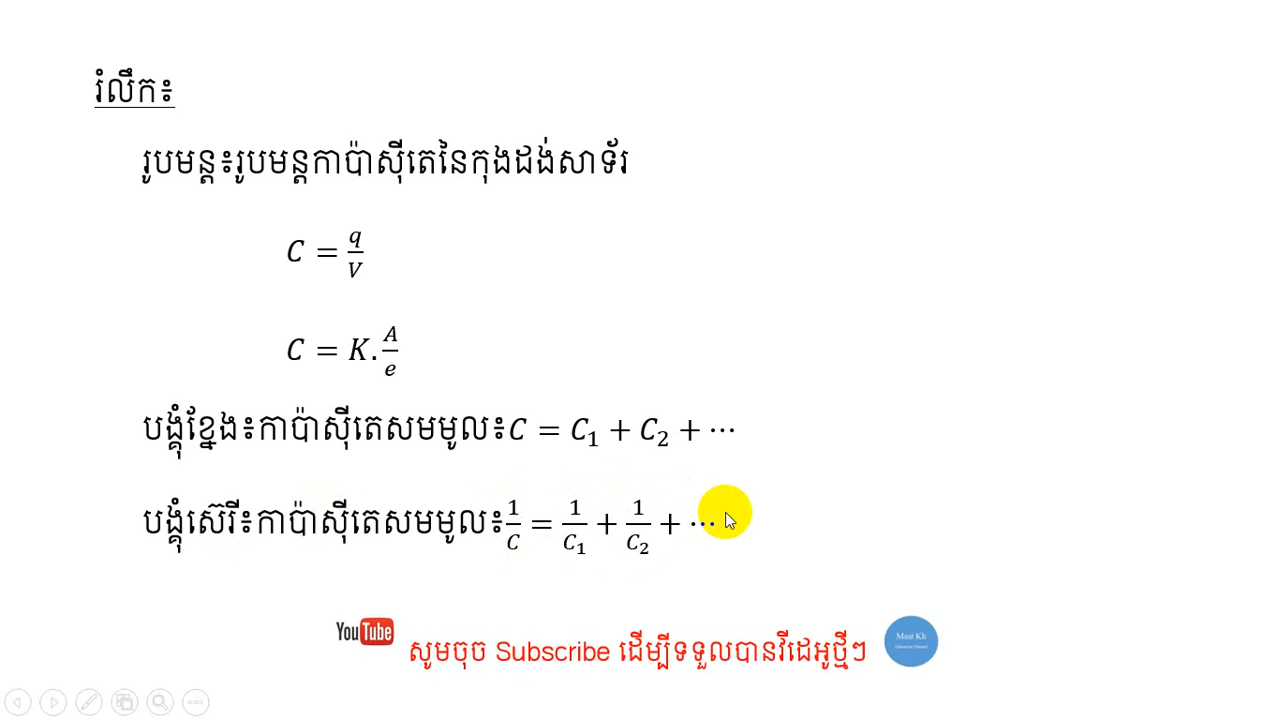 រំលឹក៖
រូបមន្ត៖រូបមន្តកាប៉ាស៊ីតេនៃកុងដង់សាទ័រ
C = q/V
C = K. A/e
បង្គុំខ្នែង៖កាប៉ាស៊ីតេសមមូល៖C = C₁ + C₂ + ⋯
បង្គុំស៊េរី៖កាប៉ាស៊ីតេសមមូល៖1/C = 1/C₁ + 1/C₂ + ⋯
YouTube
សូមចុច Subscribe ដើម្បីទទួលបានវីដេអូថ្មីៗ
Maat Kh
Education Channel